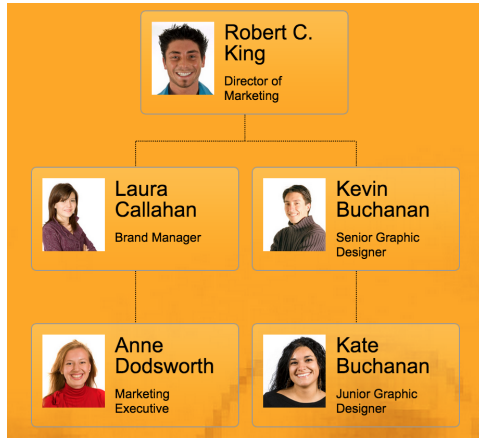 Robert C.
King
Director of
Marketing
Laura
Callahan
Brand Manager
Kevin
Buchanan
Senior Graphic
Designer
Anne
Dodsworth
Marketing
Executive
Kate
Buchanan
Junior Graphic
Designer